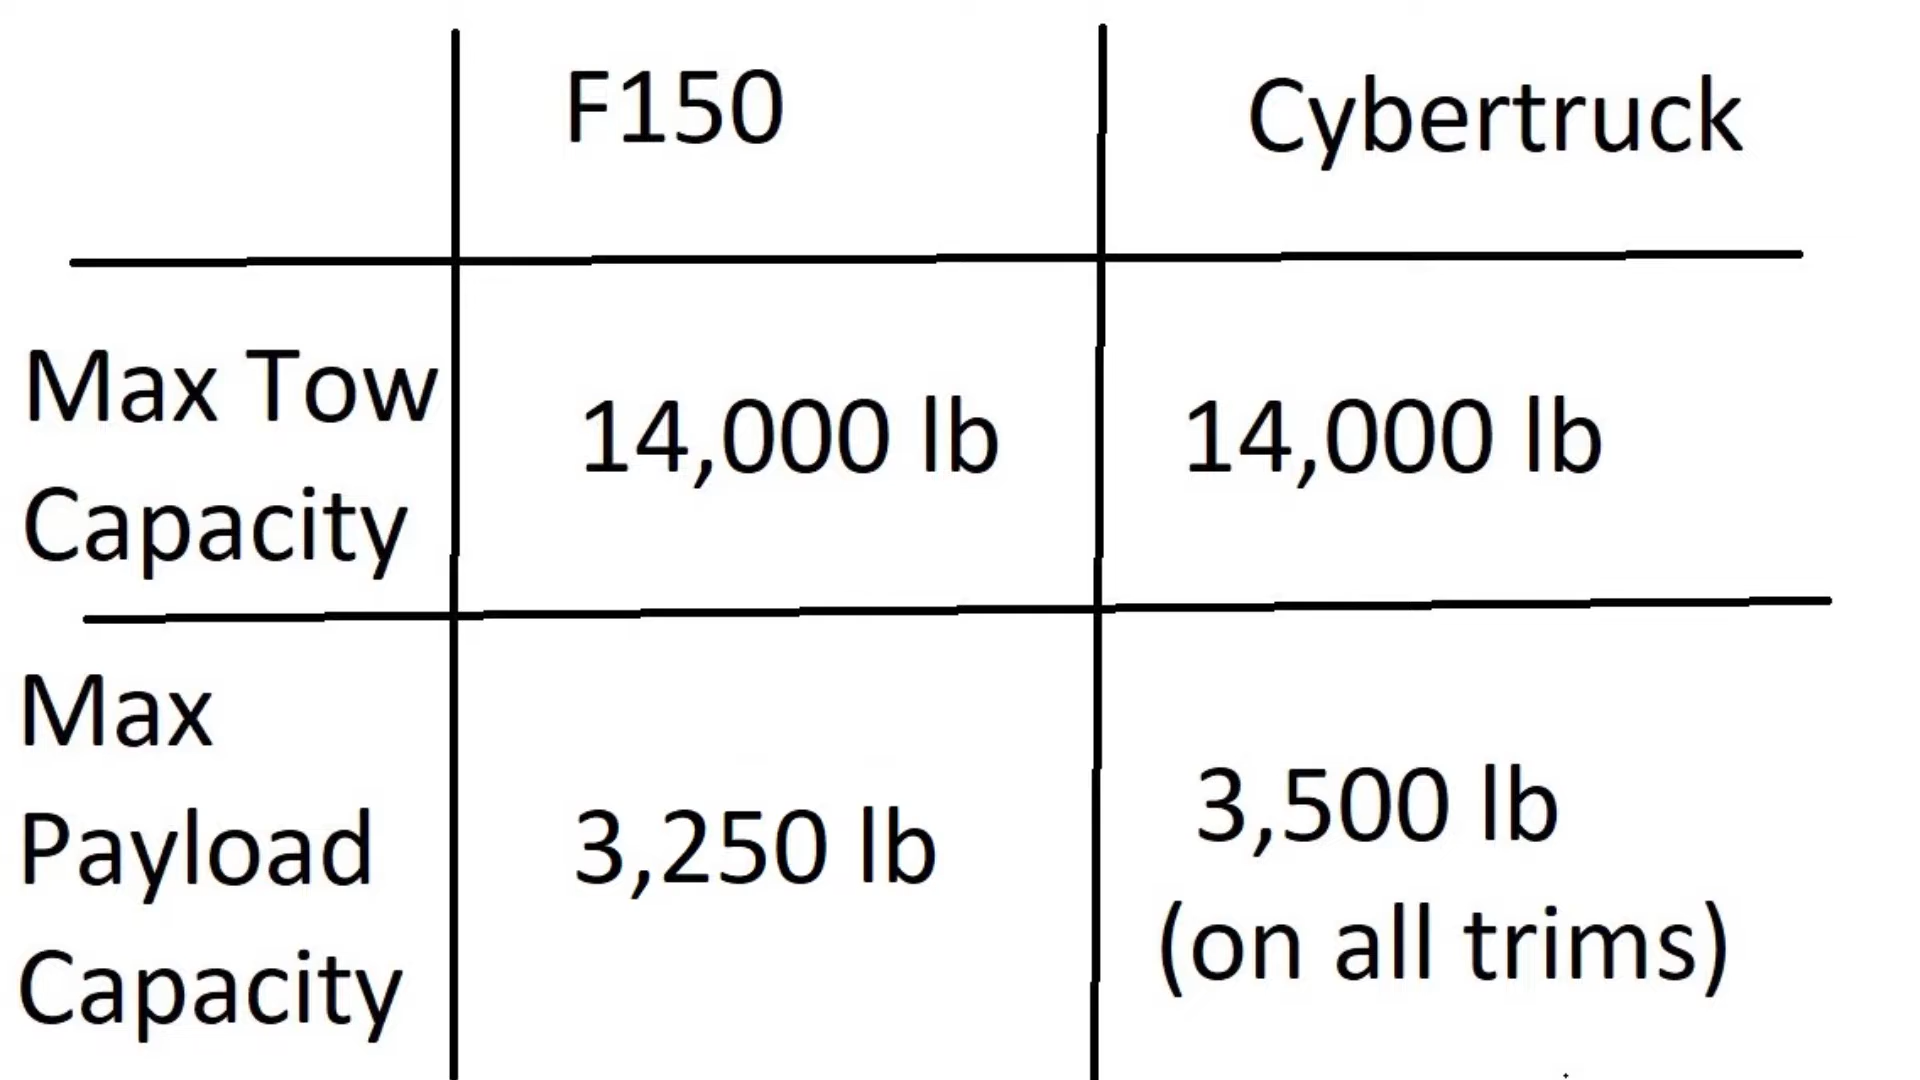 F150 Cybertruck
Max Tow
Capacity
14,000 lb 14,000 lb
Max
Payload
Capacity
3,250 lb
3,500 lb
(on all trims)